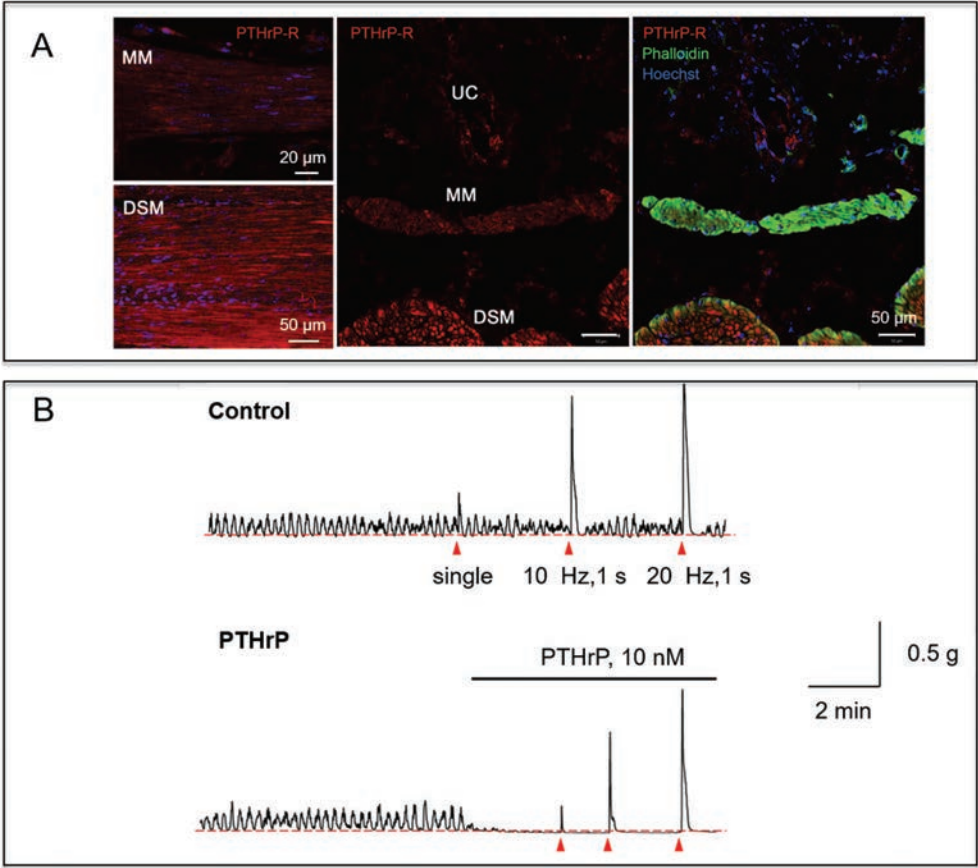 A
PTHrP-R
MM
20 µm
DSM
50 µm
PTHrP-R
UC
MM
DSM
PTHrP-R
Phalloidin
Hoechst
50 µm
B
Control
single 10 Hz,1 s 20 Hz,1 s
PTHrP
PTHrP, 10 nM
0.5 g
2 min